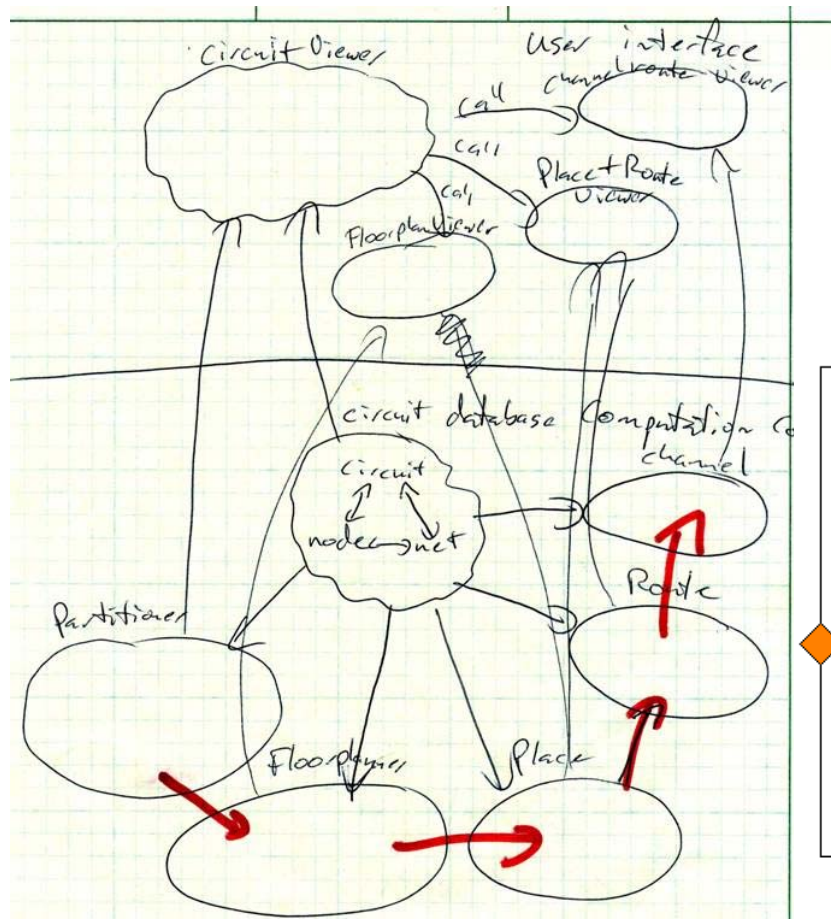 Circuit Viewer
User interface
channel route viewer
call
call
Place + Route
Viewer
call
Floorplan Viewer
circuit database
Computation Co
channel
circuit
node
net
Route
Partitioner
Floorplanner
Place